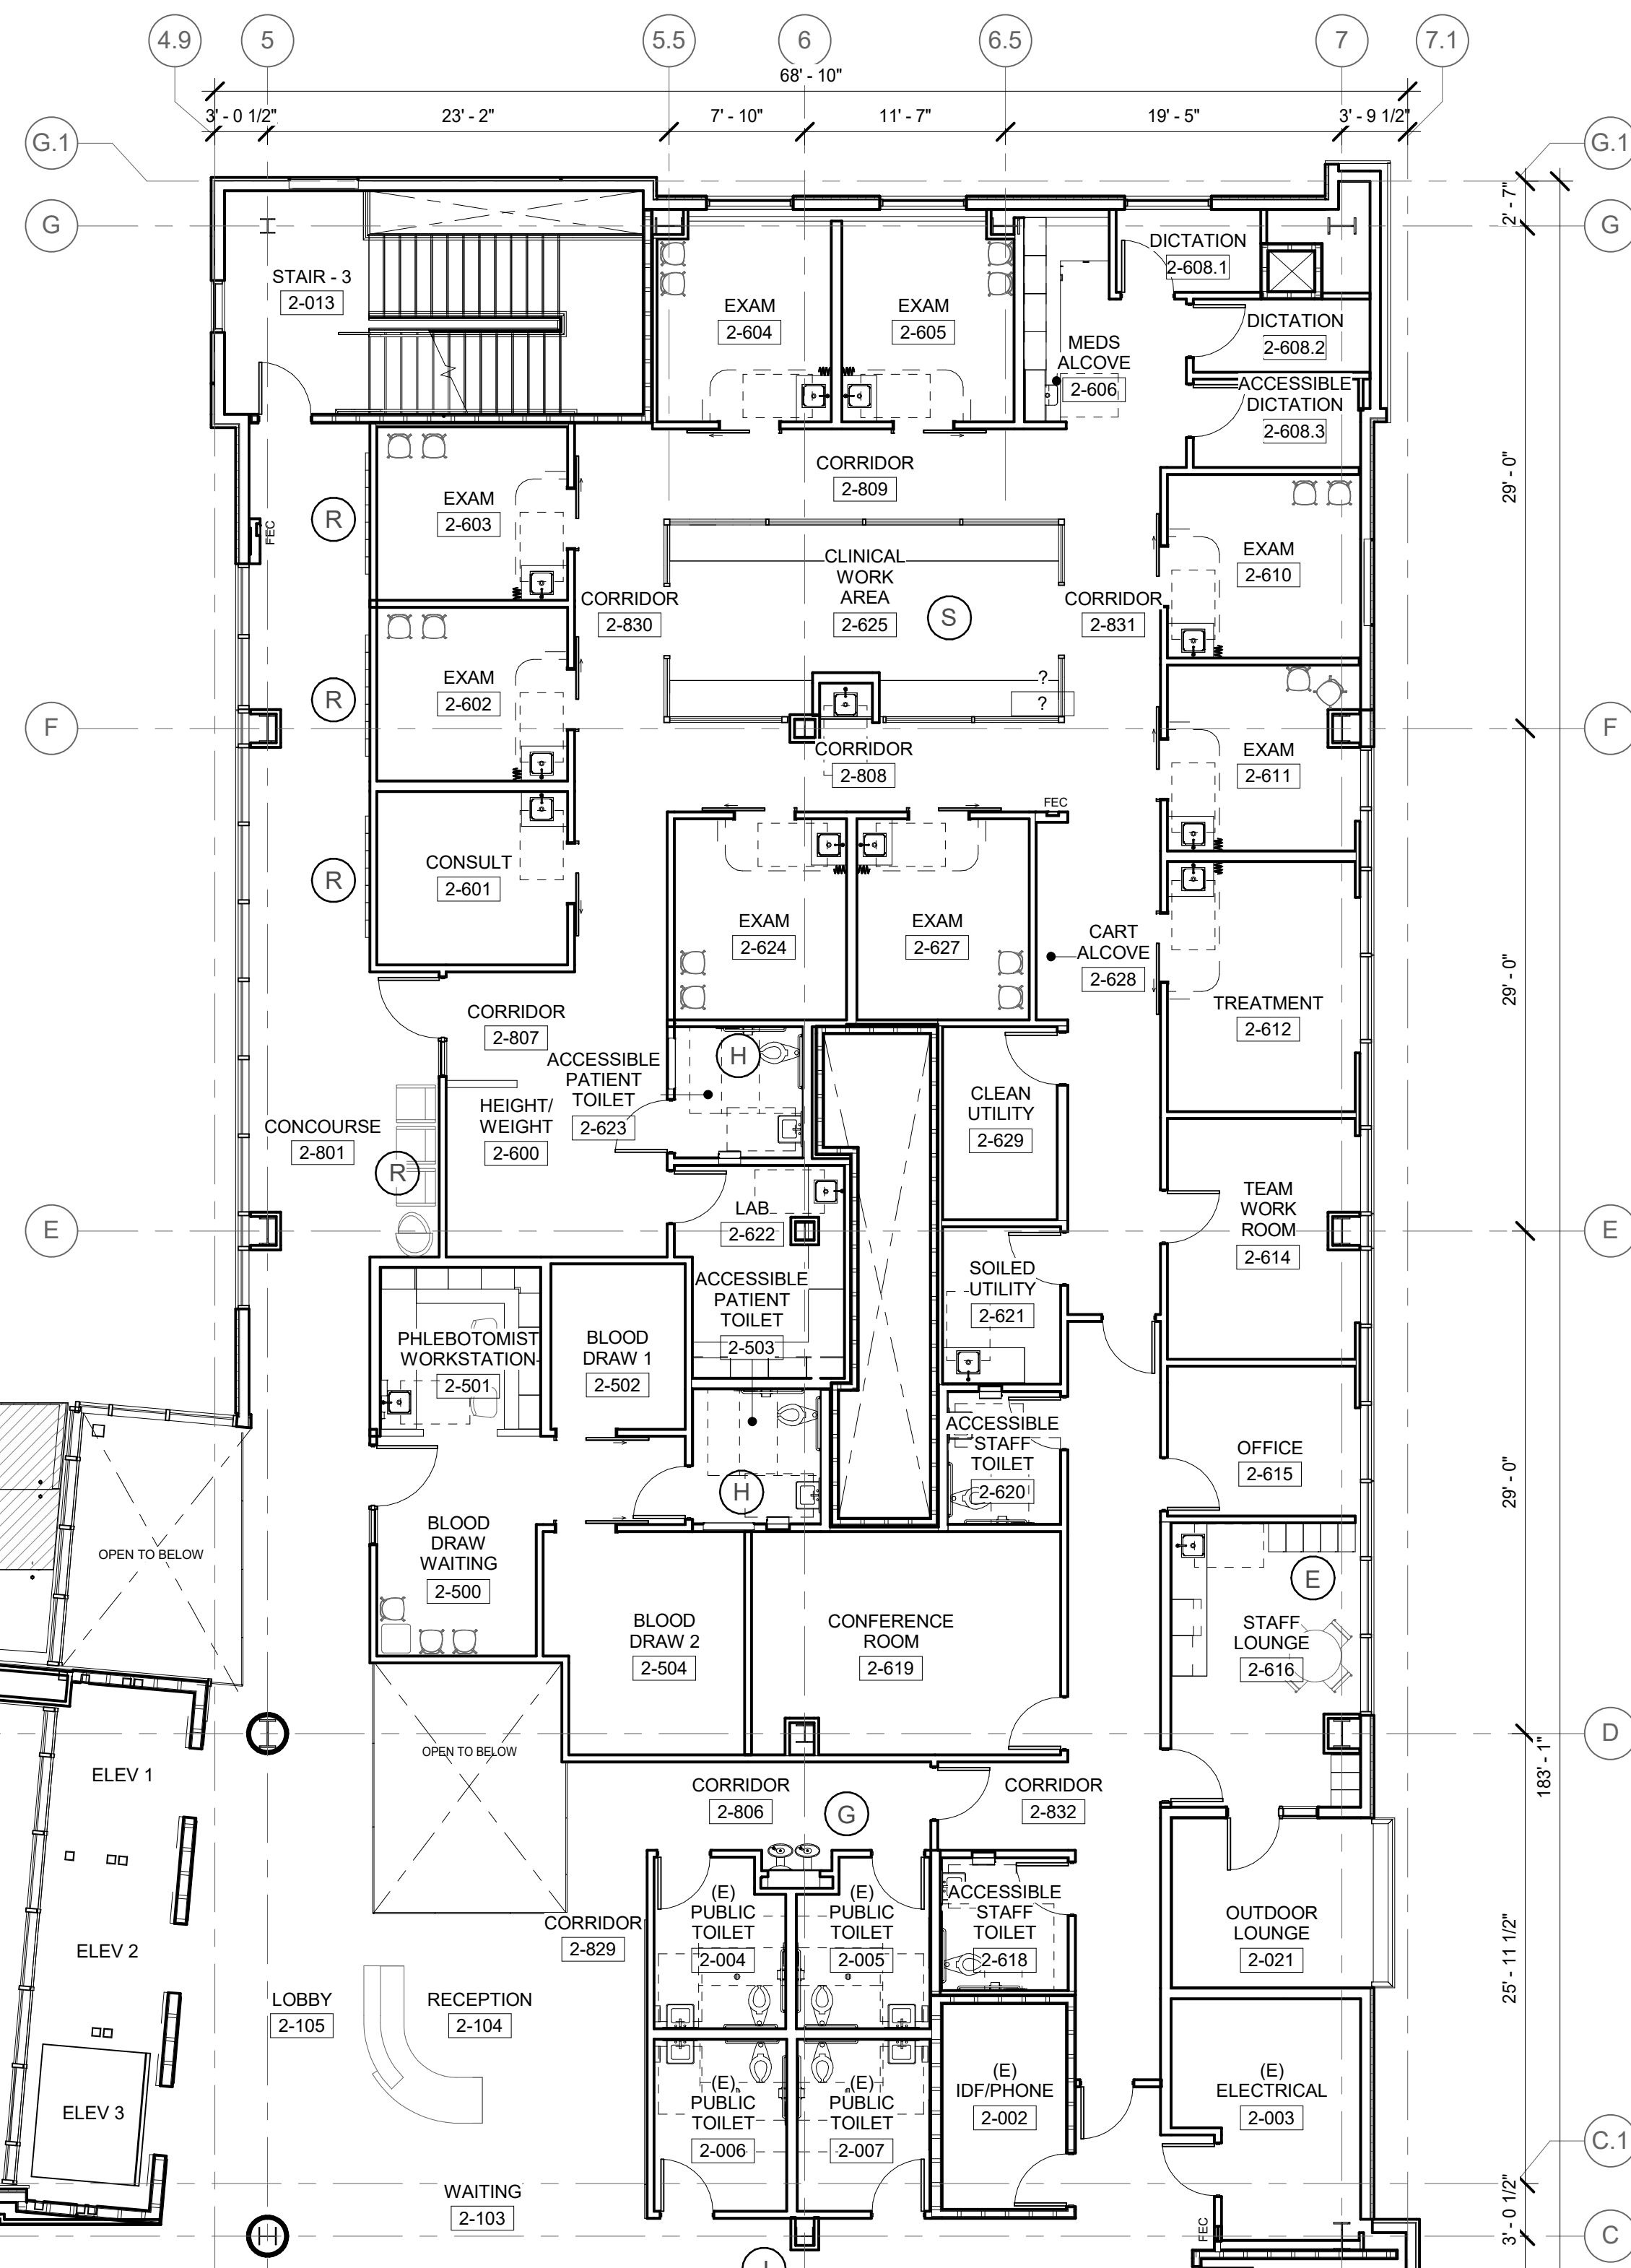 4.9 5 5.5 6 6.5 7 7.1
68' - 10"
3' - 0 1/2" 23' - 2" 7' - 10" 11' - 7" 19' - 5" 3' - 9 1/2"
G.1 G.1
2' - 7"
G G
DICTATION
2-608.1
STAIR - 3
2-013
EXAM
2-604
EXAM
2-605
DICTATION
2-608.2
MEDS
ALCOVE
2-606
ACCESSIBLE
DICTATION
2-608.3
CORRIDOR
2-809
29' - 0"
EXAM
2-603
R
FEC
CLINICAL
WORK
AREA
2-625
S
EXAM
2-610
CORRIDOR
2-830
CORRIDOR
2-831
EXAM
2-602
R
?
?
F F
CORRIDOR
2-808
EXAM
2-611
FEC
CONSULT
2-601
R
EXAM
2-624
EXAM
2-627
CART
ALCOVE
2-628
29' - 0"
TREATMENT
2-612
CORRIDOR
2-807
H
ACCESSIBLE
PATIENT
TOILET
2-623
CLEAN
UTILITY
2-629
HEIGHT/
WEIGHT
2-600
CONCOURSE
2-801
R
TEAM
WORK
ROOM
2-614
LAB
2-622
E E
SOILED
UTILITY
2-621
ACCESSIBLE
PATIENT
TOILET
2-503
PHLEBOTOMIST
WORKSTATION
2-501
BLOOD
DRAW 1
2-502
ACCESSIBLE
STAFF
TOILET
2-620
OFFICE
2-615
H
29' - 0"
BLOOD
DRAW
WAITING
2-500
OPEN TO BELOW
E
BLOOD
DRAW 2
2-504
CONFERENCE
ROOM
2-619
STAFF
LOUNGE
2-616
D
OPEN TO BELOW
183' - 1"
ELEV 1
CORRIDOR
2-806
G
CORRIDOR
2-832
(E)
PUBLIC
TOILET
2-004
(E)
PUBLIC
TOILET
2-005
ACCESSIBLE
STAFF
TOILET
2-618
OUTDOOR
LOUNGE
2-021
CORRIDOR
2-829
ELEV 2
25' - 11 1/2"
LOBBY
2-105
RECEPTION
2-104
ELEV 3
(E)
PUBLIC
TOILET
2-006
(E)
PUBLIC
TOILET
2-007
(E)
IDF/PHONE
2-002
(E)
ELECTRICAL
2-003
C.1
WAITING
2-103
3' - 0 1/2"
FEC
C